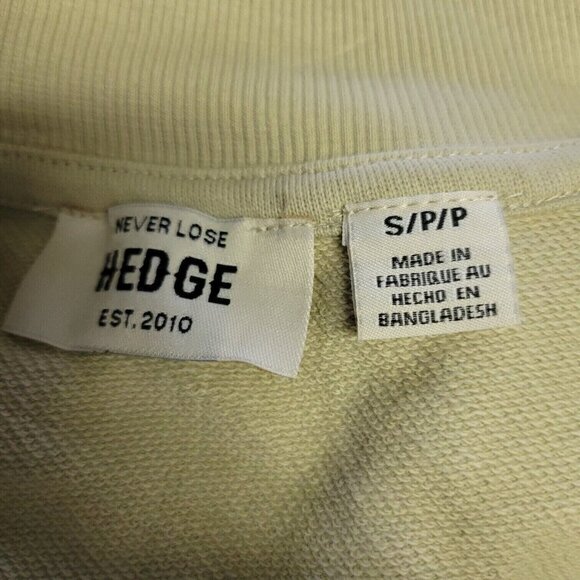 NEVER LOSE
HEDGE
EST. 2010
S/P/P
MADE IN
FABRIQUE AU
HECHO EN
BANGLADESH